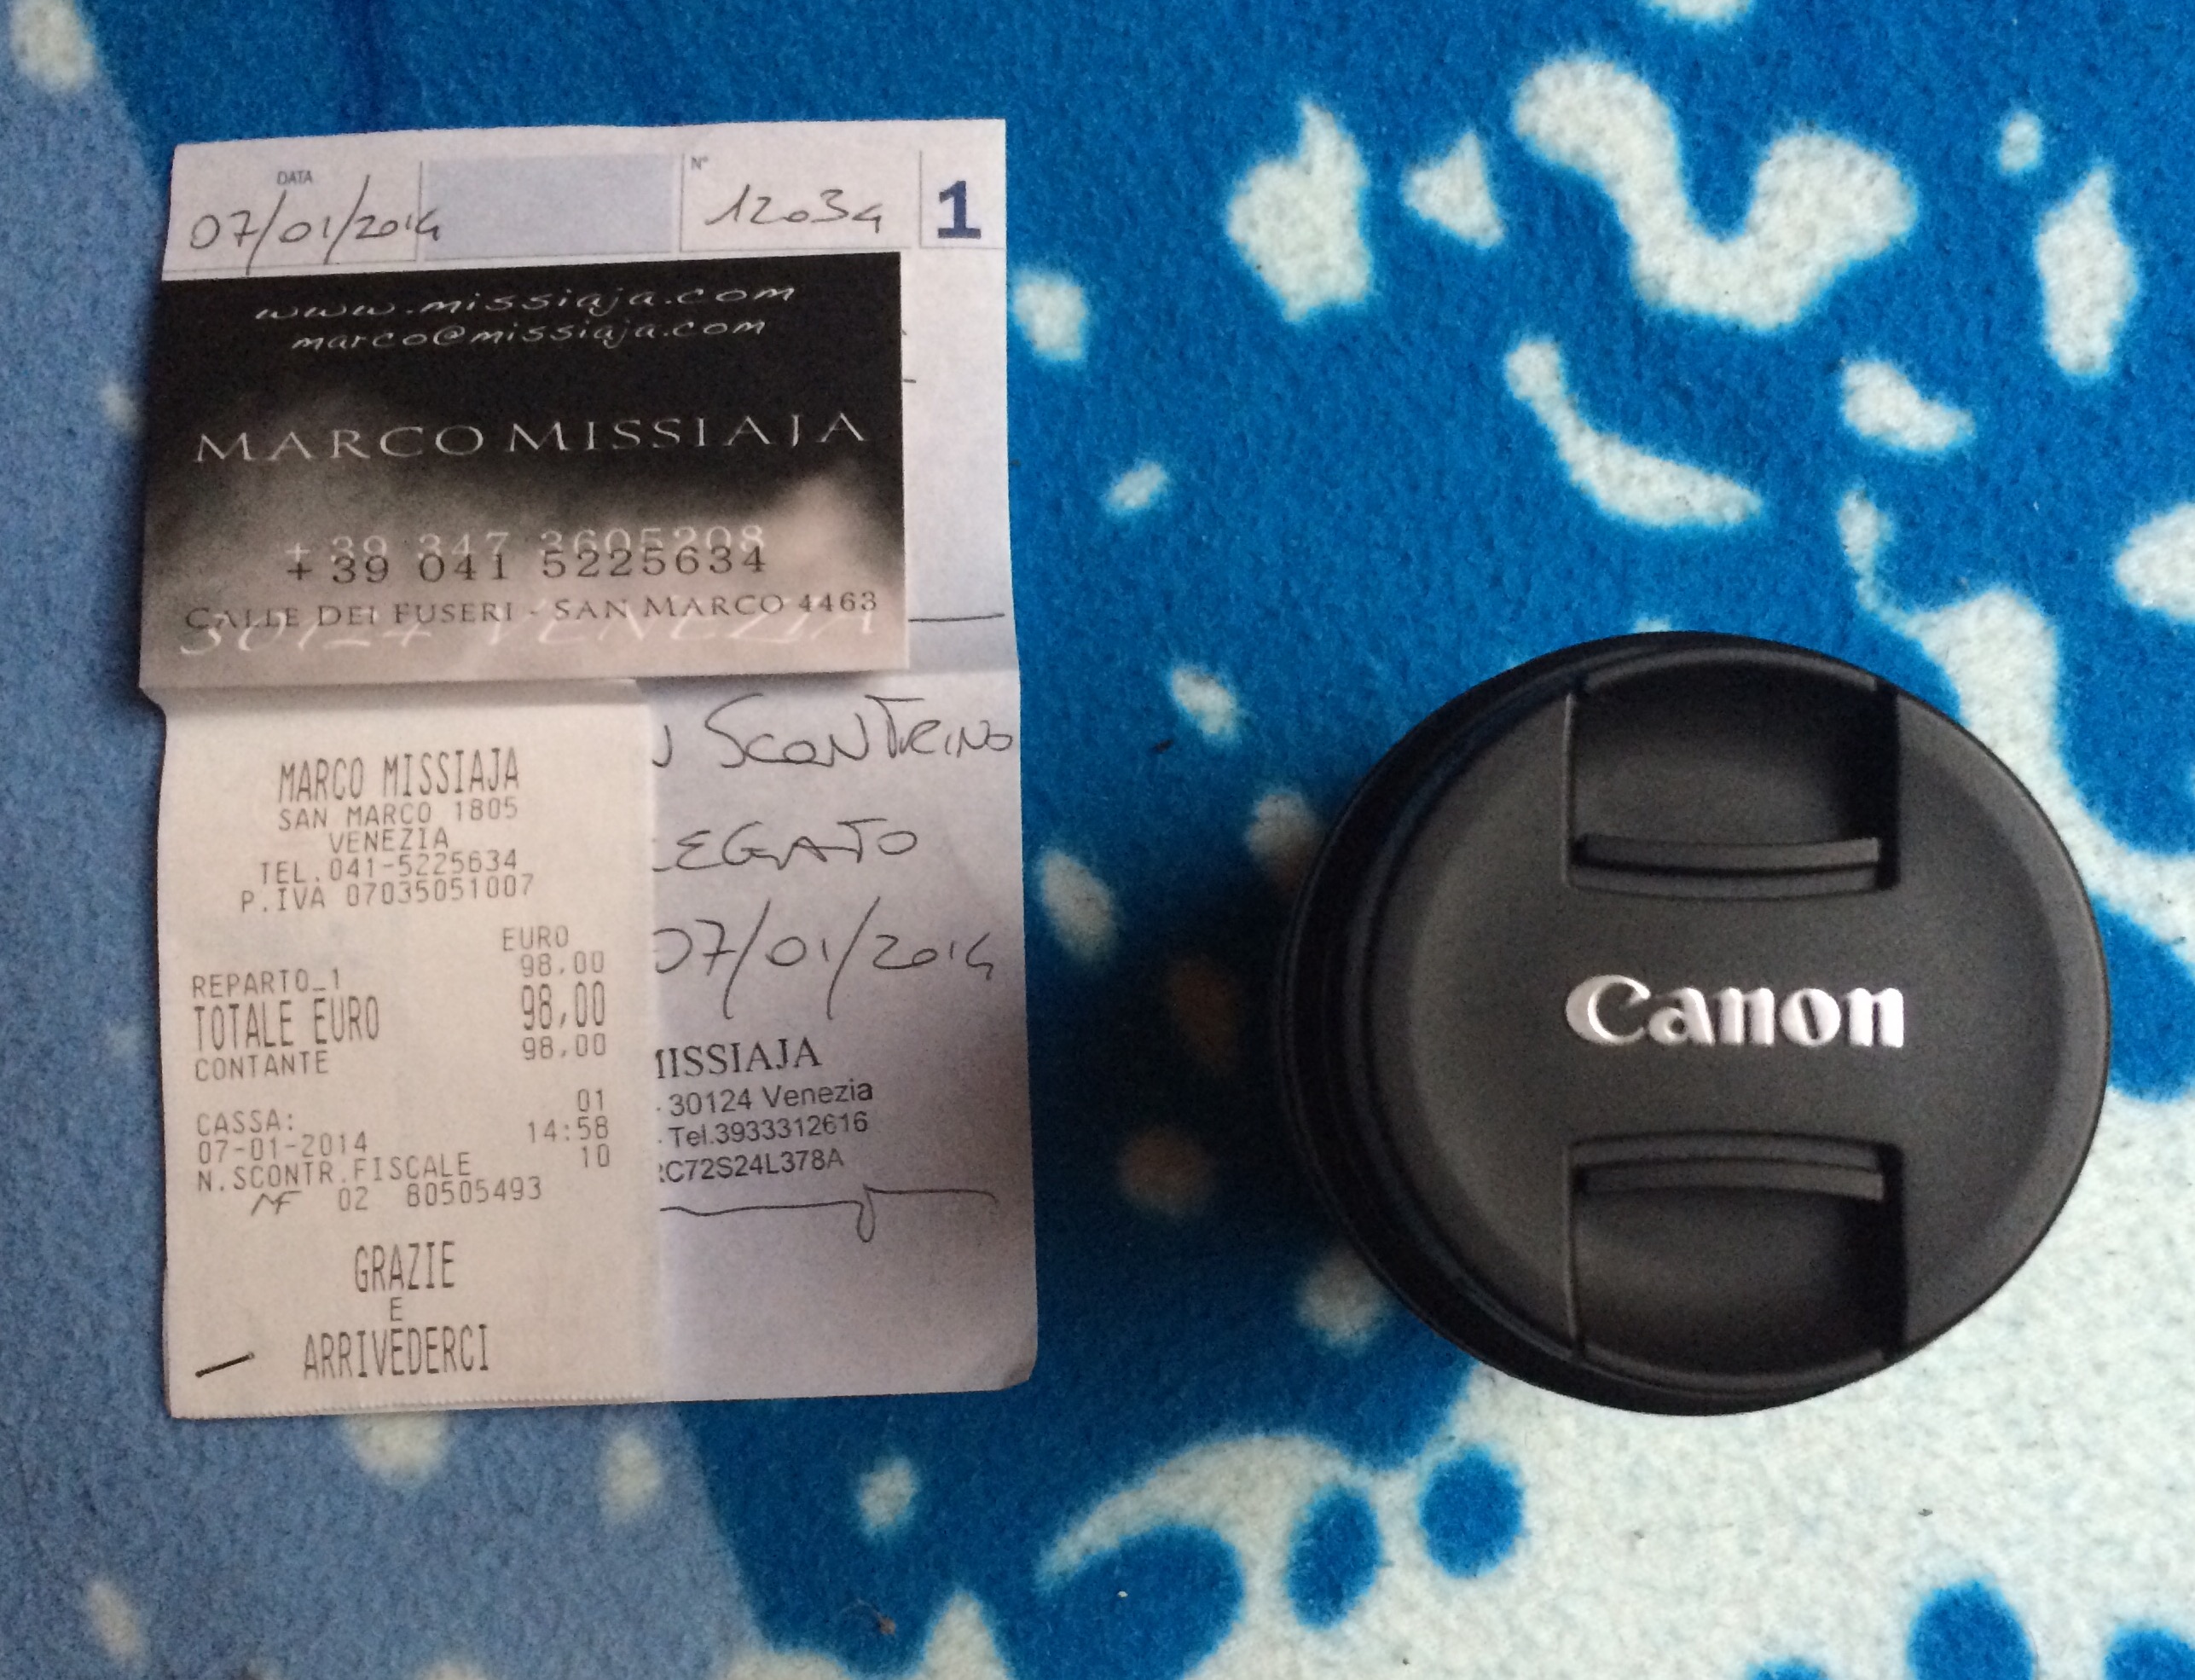 DATA
07/01/2014
N°
12034
1
www.missiaja.com
marco@missiaja.com
MARCO MISSIAJA
+39 347 3605208
+39 041 5225634
CALLE DEI FUSERI - SAN MARCO 4463
30124 VENEZIA
SCONTRINO
LEGATO
07/01/2014
MISSIAJA
30124 Venezia
Tel.3933312616
C72S24L378A
MARCO MISSIAJA
SAN MARCO 1805
VENEZIA
TEL.041-5225634
P.IVA 07035051007
EURO
REPARTO_1 98,00
TOTALE EURO 98,00
CONTANTE 98,00
CASSA: 01
07-01-2014 14:58
N.SCONTR.FISCALE 10
MF 02 80505493
GRAZIE
E
ARRIVEDERCI
Canon